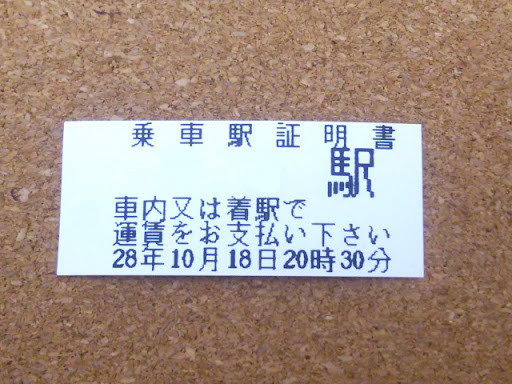 乗車駅証明書
駅
車内又は着駅で
運賃をお支払い下さい
28年10月18日20時30分